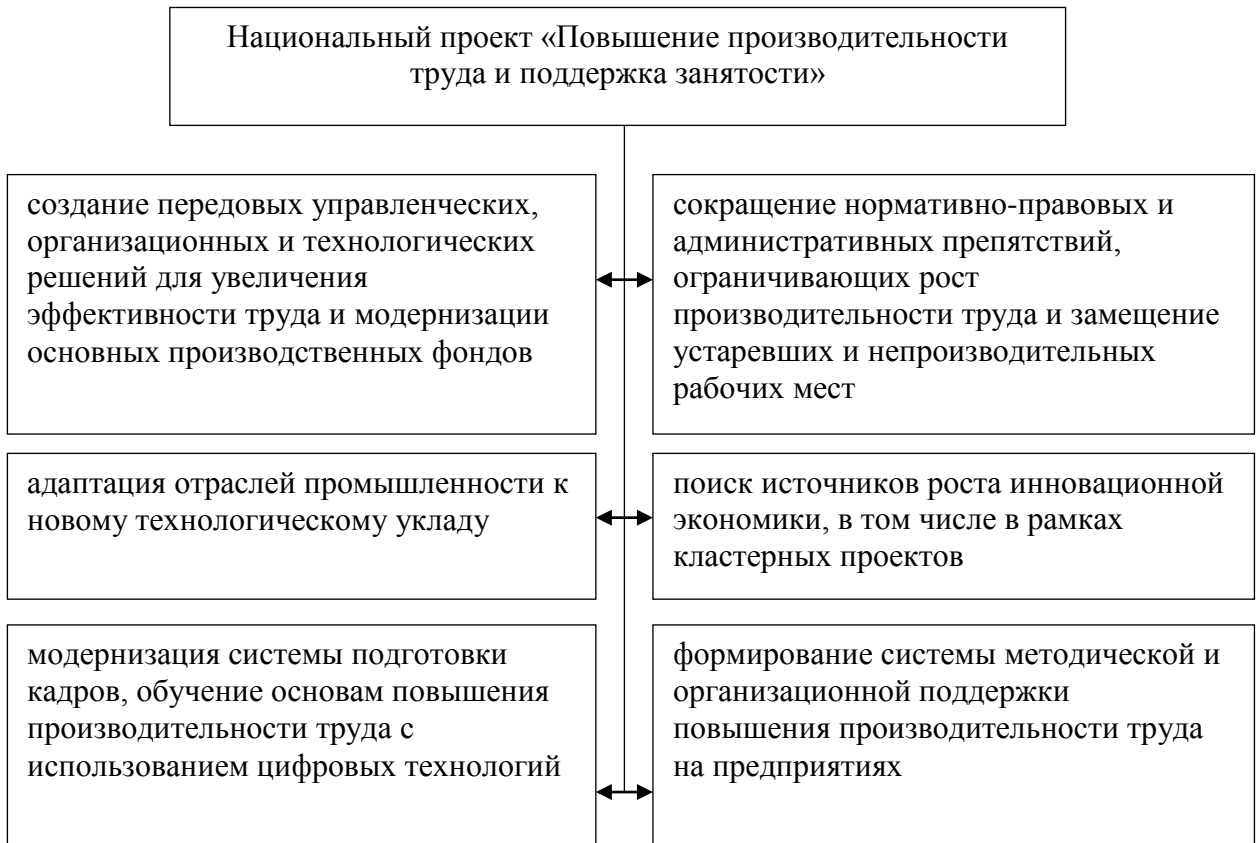 Национальный проект «Повышение производительности
труда и поддержка занятости»
создание передовых управленческих,
организационных и технологических
решений для увеличения
эффективности труда и модернизации
основных производственных фондов
сокращение нормативно-правовых и
административных препятствий,
ограничивающих рост
производительности труда и замещение
устаревших и непроизводительных
рабочих мест
адаптация отраслей промышленности к
новому технологическому укладу
поиск источников роста инновационной
экономики, в том числе в рамках
кластерных проектов
модернизация системы подготовки
кадров, обучение основам повышения
производительности труда с
использованием цифровых технологий
формирование системы методической и
организационной поддержки
повышения производительности труда
на предприятиях